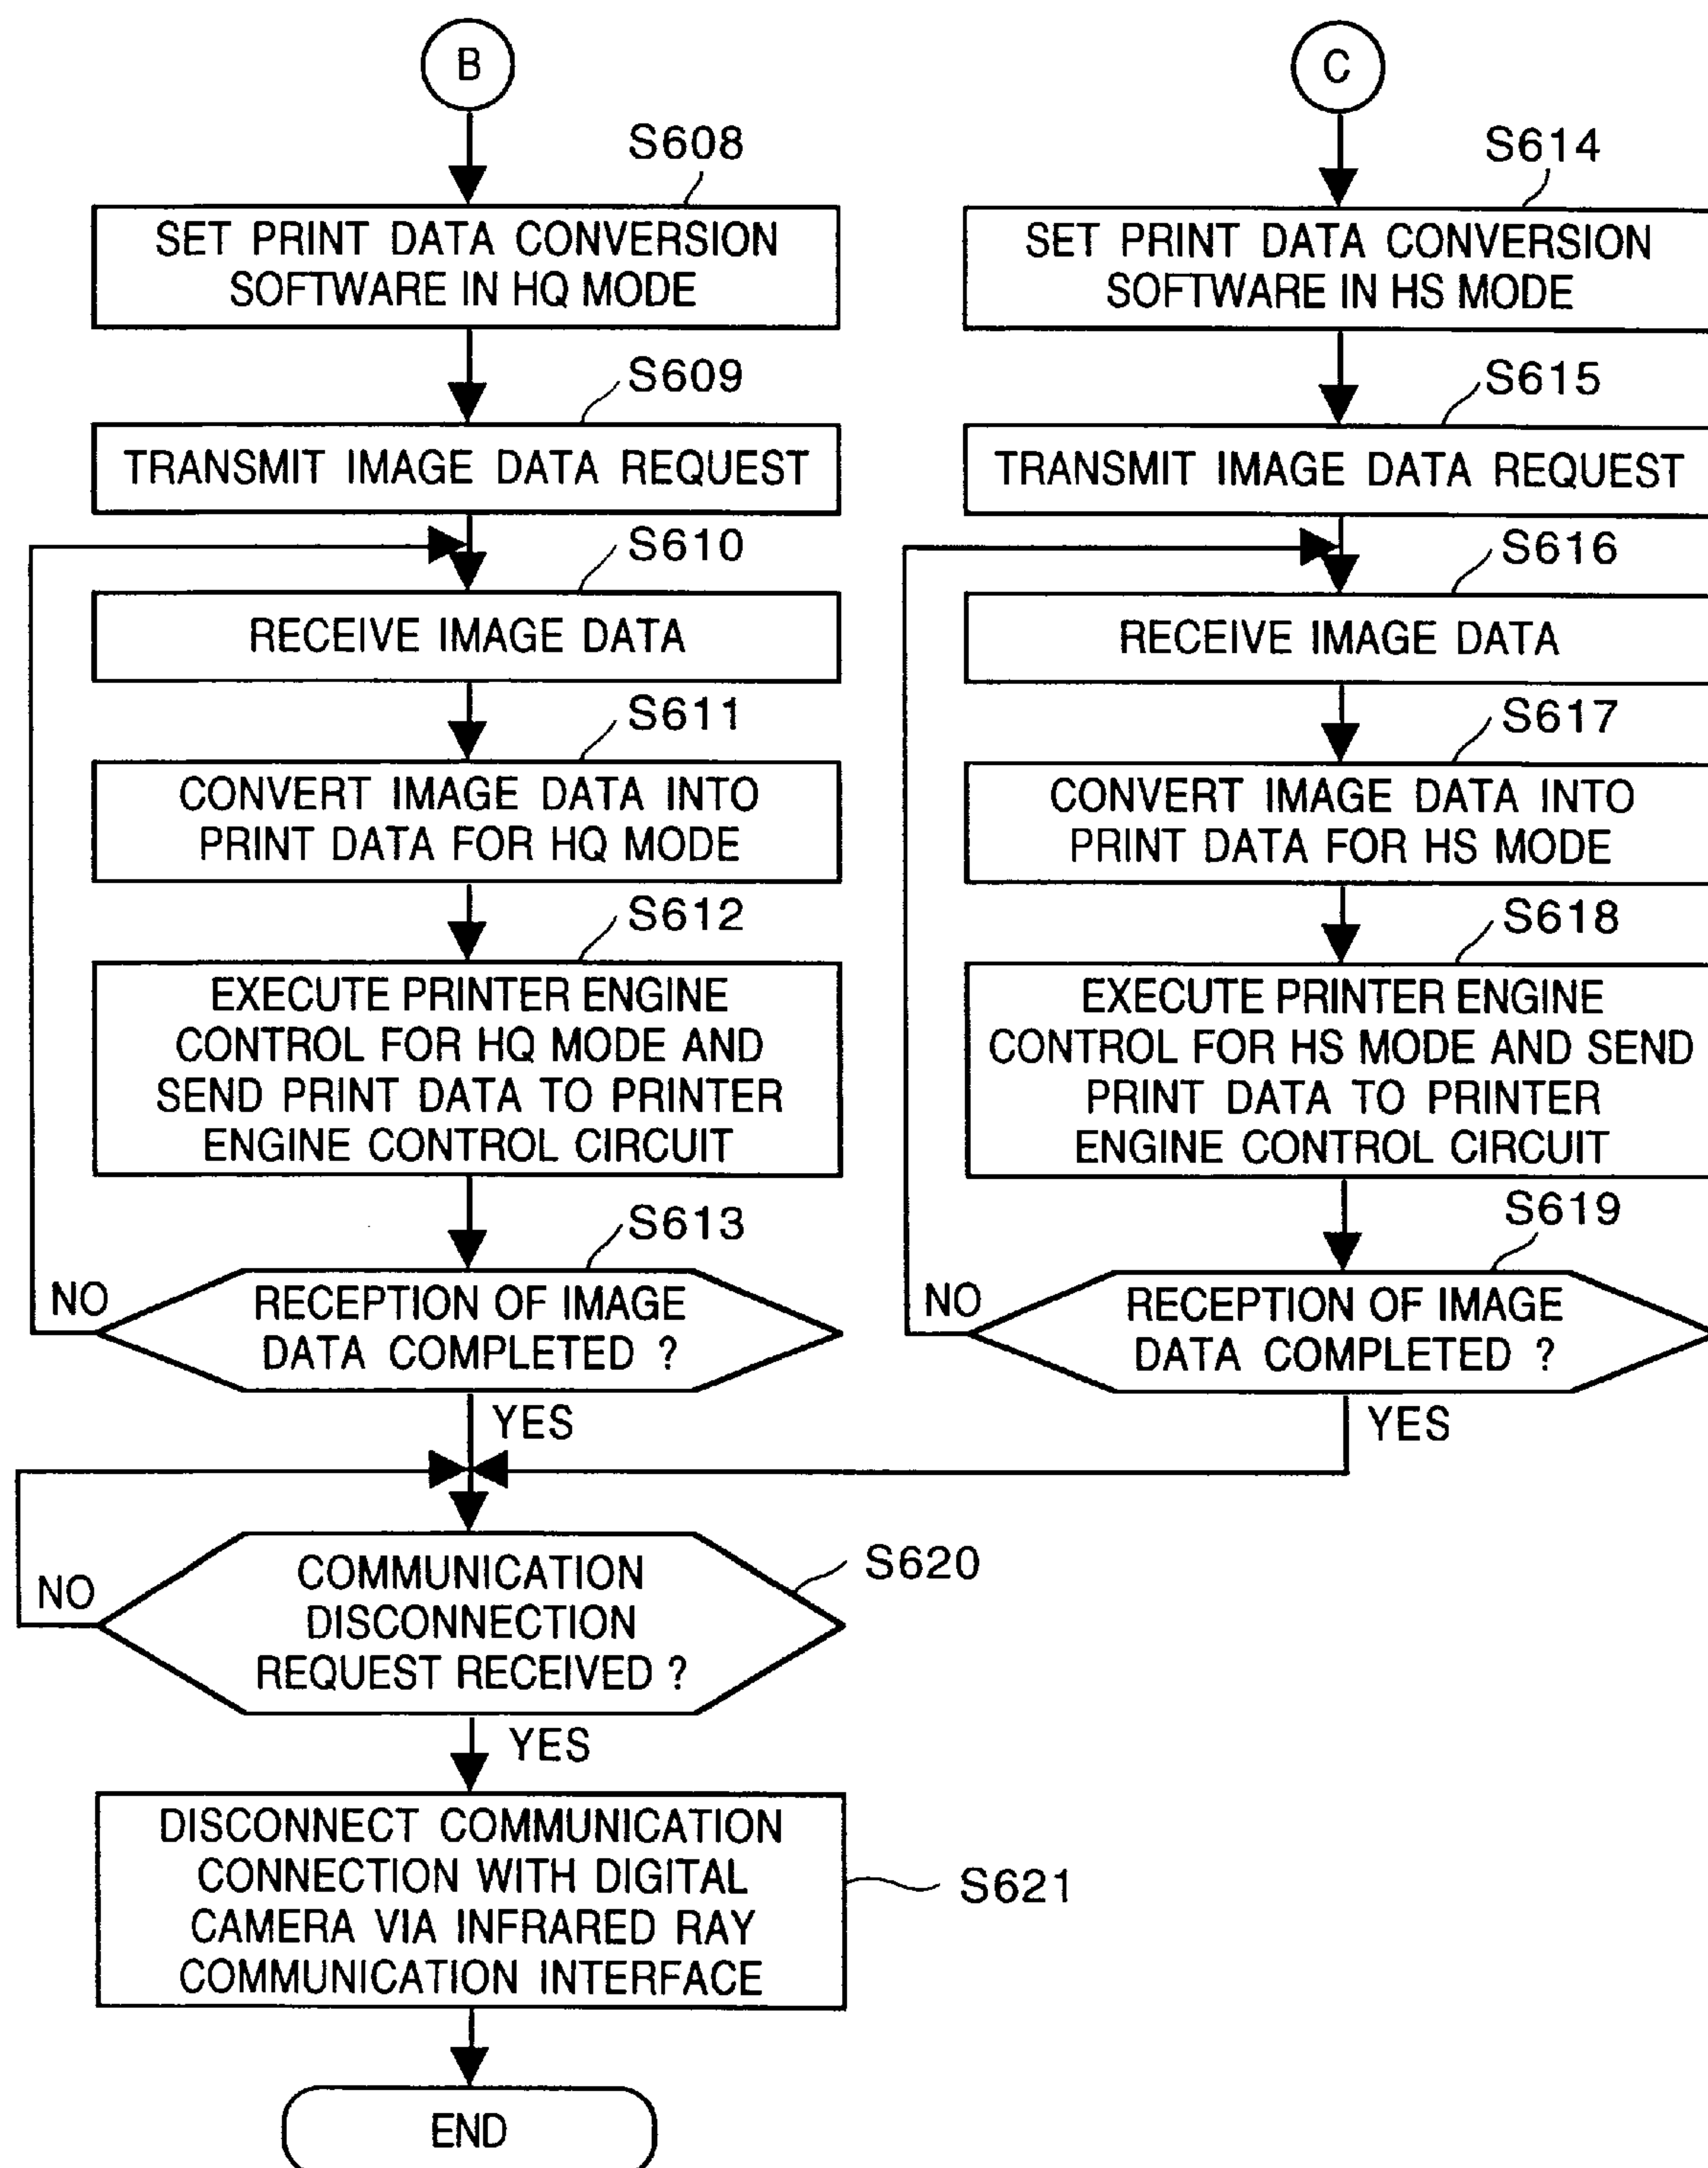 B
S608
SET PRINT DATA CONVERSION
SOFTWARE IN HQ MODE
S609
TRANSMIT IMAGE DATA REQUEST
S610
RECEIVE IMAGE DATA
S611
CONVERT IMAGE DATA INTO
PRINT DATA FOR HQ MODE
S612
EXECUTE PRINTER ENGINE
CONTROL FOR HQ MODE AND
SEND PRINT DATA TO PRINTER
ENGINE CONTROL CIRCUIT
S613
NO
RECEPTION OF IMAGE
DATA COMPLETED ?
YES
C
S614
SET PRINT DATA CONVERSION
SOFTWARE IN HS MODE
S615
TRANSMIT IMAGE DATA REQUEST
S616
RECEIVE IMAGE DATA
S617
CONVERT IMAGE DATA INTO
PRINT DATA FOR HS MODE
S618
EXECUTE PRINTER ENGINE
CONTROL FOR HS MODE AND SEND
PRINT DATA TO PRINTER
ENGINE CONTROL CIRCUIT
S619
NO
RECEPTION OF IMAGE
DATA COMPLETED ?
YES
S620
NO
COMMUNICATION
DISCONNECTION
REQUEST RECEIVED ?
YES
DISCONNECT COMMUNICATION
CONNECTION WITH DIGITAL
CAMERA VIA INFRARED RAY
COMMUNICATION INTERFACE
S621
END